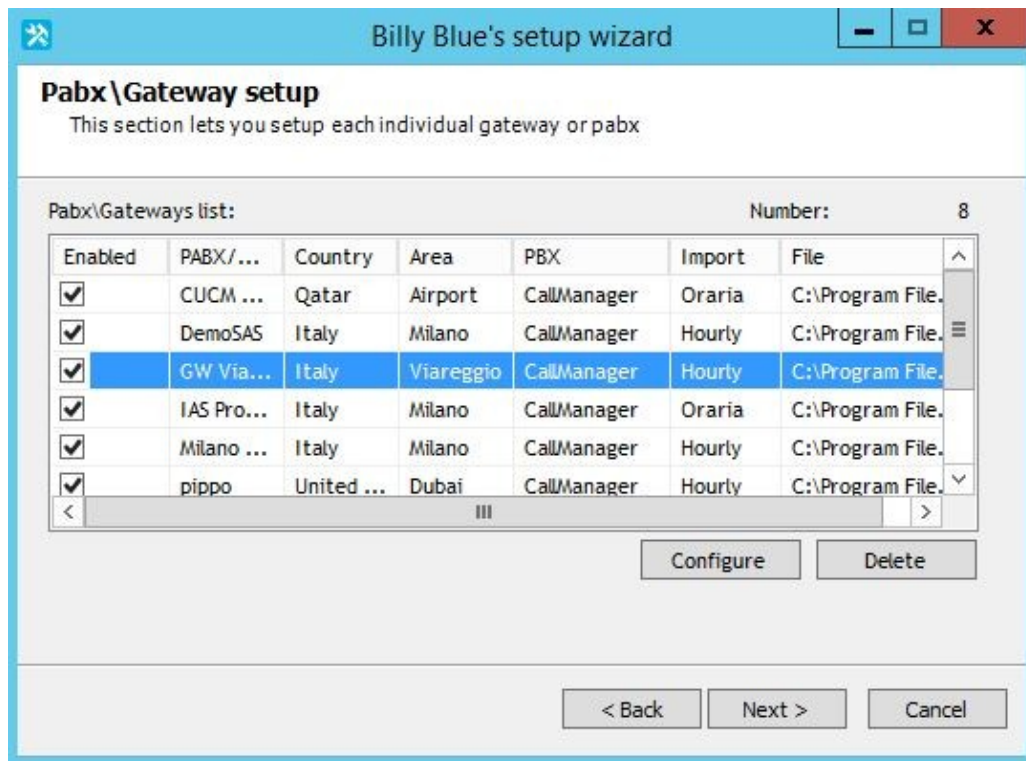 Billy Blue's setup wizard
Pabx\Gateway setup
This section lets you setup each individual gateway or pabx
Pabx\Gateways list: Number: 8
Enabled PABX/... Country Area PBX Import File
CUCM ... Qatar Airport CallManager Oraria C:\Program File.
DemoSAS Italy Milano CallManager Hourly C:\Program File.
GW Via... Italy Viareggio CallManager Hourly C:\Program File.
IAS Pro... Italy Milano CallManager Oraria C:\Program File.
Milano ... Italy Milano CallManager Hourly C:\Program File.
pippo United ... Dubai CallManager Hourly C:\Program File.
Configure Delete
< Back Next > Cancel